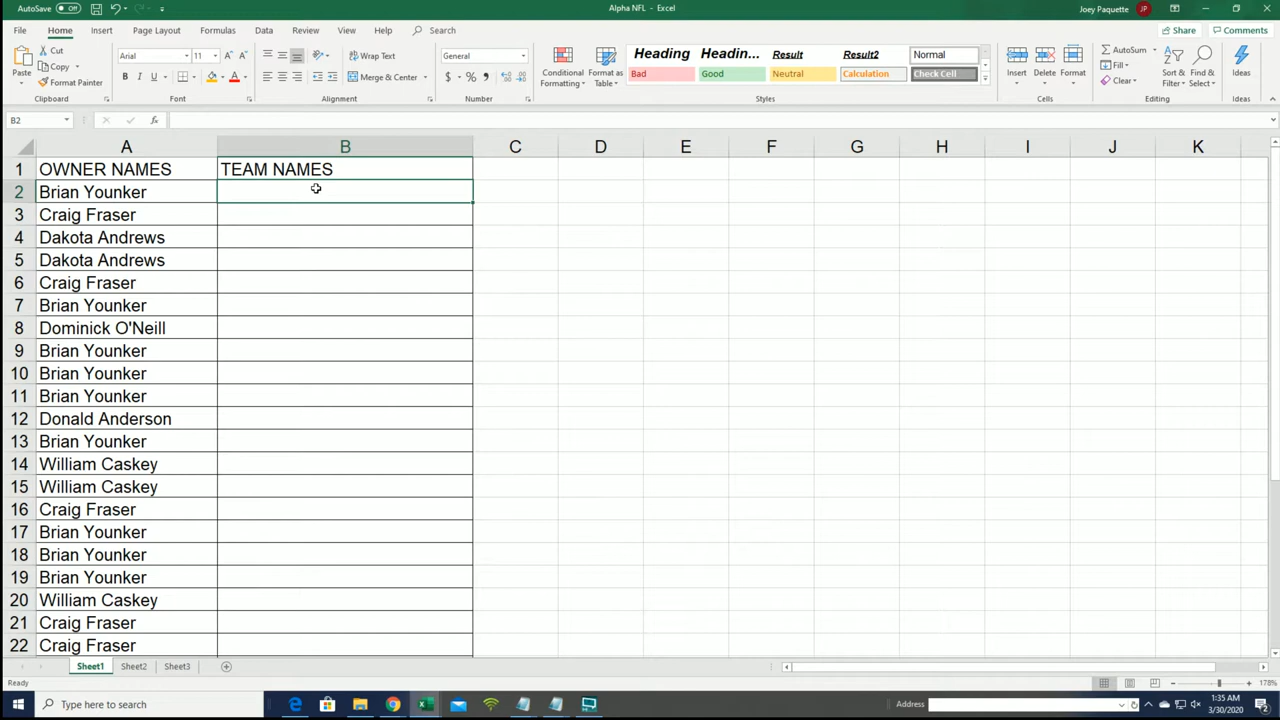 AutoSave Off
Alpha NFL - Excel
Joey Paquette JP
File Home Insert Page Layout Formulas Data Review View Help Search
Share Comments
Paste
Cut
Copy
Format Painter
Clipboard
Arial 11
B I U
Font
Wrap Text
Merge & Center
Alignment
General
$ % ,
Number
Conditional Formatting
Format as Table
Heading Headin... Result Result2 Normal
Bad Good Neutral Calculation Check Cell
Styles
Insert Delete Format
Cells
AutoSum
Fill
Clear
Sort & Filter
Find & Select
Editing
Ideas
Ideas
B2 fx
A B C D E F G H I J K
1 OWNER NAMES TEAM NAMES
2 Brian Younker
3 Craig Fraser
4 Dakota Andrews
5 Dakota Andrews
6 Craig Fraser
7 Brian Younker
8 Dominick O'Neill
9 Brian Younker
10 Brian Younker
11 Brian Younker
12 Donald Anderson
13 Brian Younker
14 William Caskey
15 William Caskey
16 Craig Fraser
17 Brian Younker
18 Brian Younker
19 Brian Younker
20 William Caskey
21 Craig Fraser
22 Craig Fraser
Sheet1 Sheet2 Sheet3
Ready
178%
Type here to search
Address
1:35 AM
3/30/2020